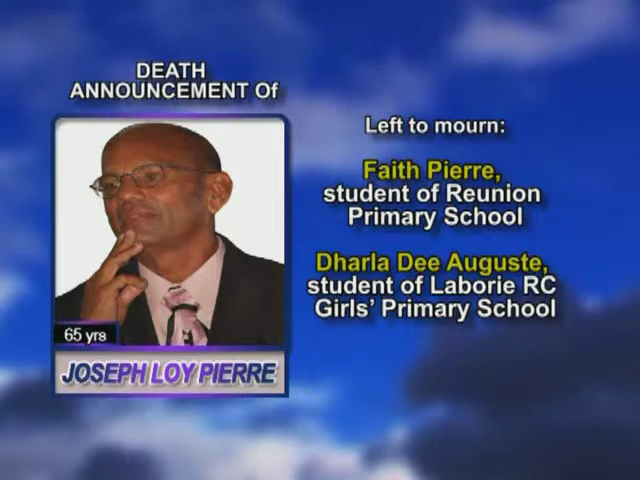 DEATH
ANNOUNCEMENT Of
65 yrs
JOSEPH LOY PIERRE
Left to mourn:
Faith Pierre,
student of Reunion
Primary School
Dharla Dee Auguste,
student of Laborie RC
Girls' Primary School